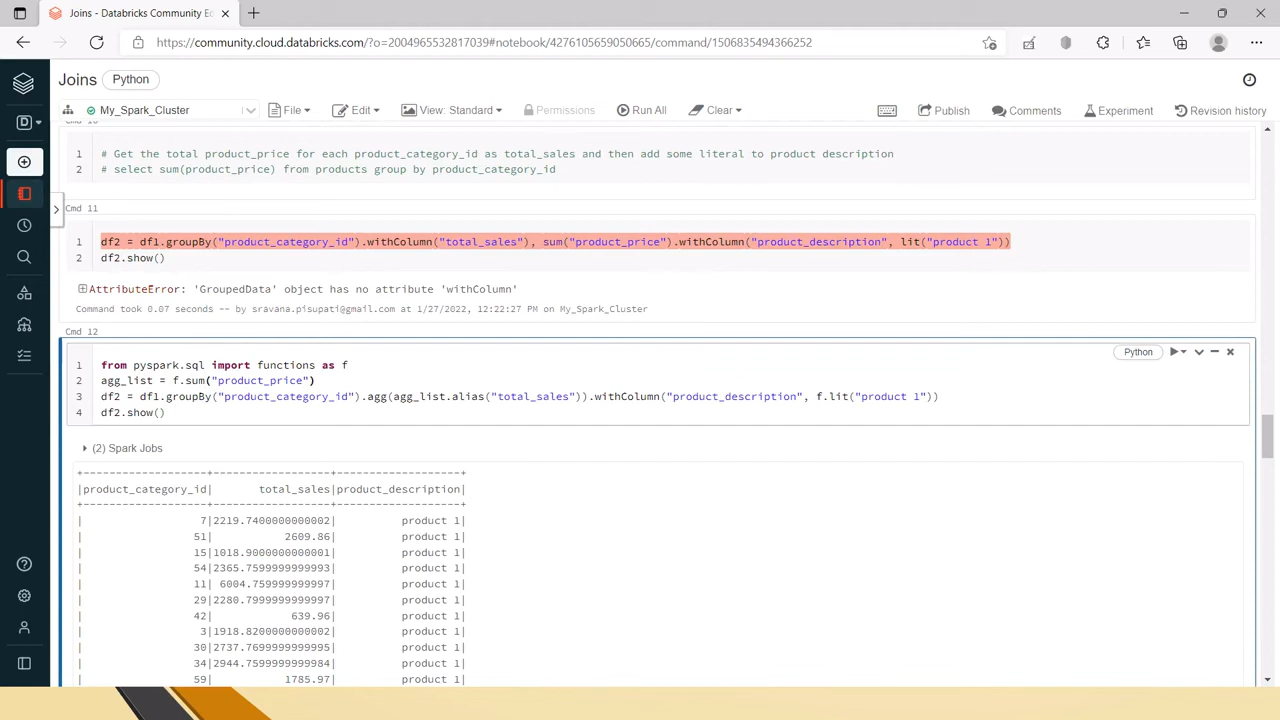 Joins - Databricks Community Ed
https://community.cloud.databricks.com/?o=2004965532817039#notebook/4276105659050665/command/1506835494366252
Joins Python
My_Spark_Cluster File Edit View: Standard Permissions Run All Clear Publish Comments Experiment Revision history
D
Cmd 10
1 # Get the total product_price for each product_category_id as total_sales and then add some literal to product description
2 # select sum(product_price) from products group by product_category_id
Cmd 11
1 df2 = df1.groupBy("product_category_id").withColumn("total_sales"), sum("product_price").withColumn("product_description", lit("product 1"))
2 df2.show()
AttributeError: 'GroupedData' object has no attribute 'withColumn'
Command took 0.07 seconds -- by sravana.pisupati@gmail.com at 1/27/2022, 12:22:27 PM on My_Spark_Cluster
Cmd 12
Python
1 from pyspark.sql import functions as f
2 agg_list = f.sum("product_price")
3 df2 = df1.groupBy("product_category_id").agg(agg_list.alias("total_sales")).withColumn("product_description", f.lit("product 1"))
4 df2.show()
(2) Spark Jobs
+-------------------+------------------+-------------------+
|product_category_id| total_sales|product_description|
+-------------------+------------------+-------------------+
| 7|2219.7400000000002| product 1|
| 51| 2609.86| product 1|
| 15|1018.9000000000001| product 1|
| 54|2365.7599999999993| product 1|
| 11| 6004.759999999997| product 1|
| 29|2280.7999999999997| product 1|
| 42| 639.96| product 1|
| 3|1918.8200000000002| product 1|
| 30|2737.7699999999995| product 1|
| 34|2944.7599999999984| product 1|
| 59| 1785.97| product 1|